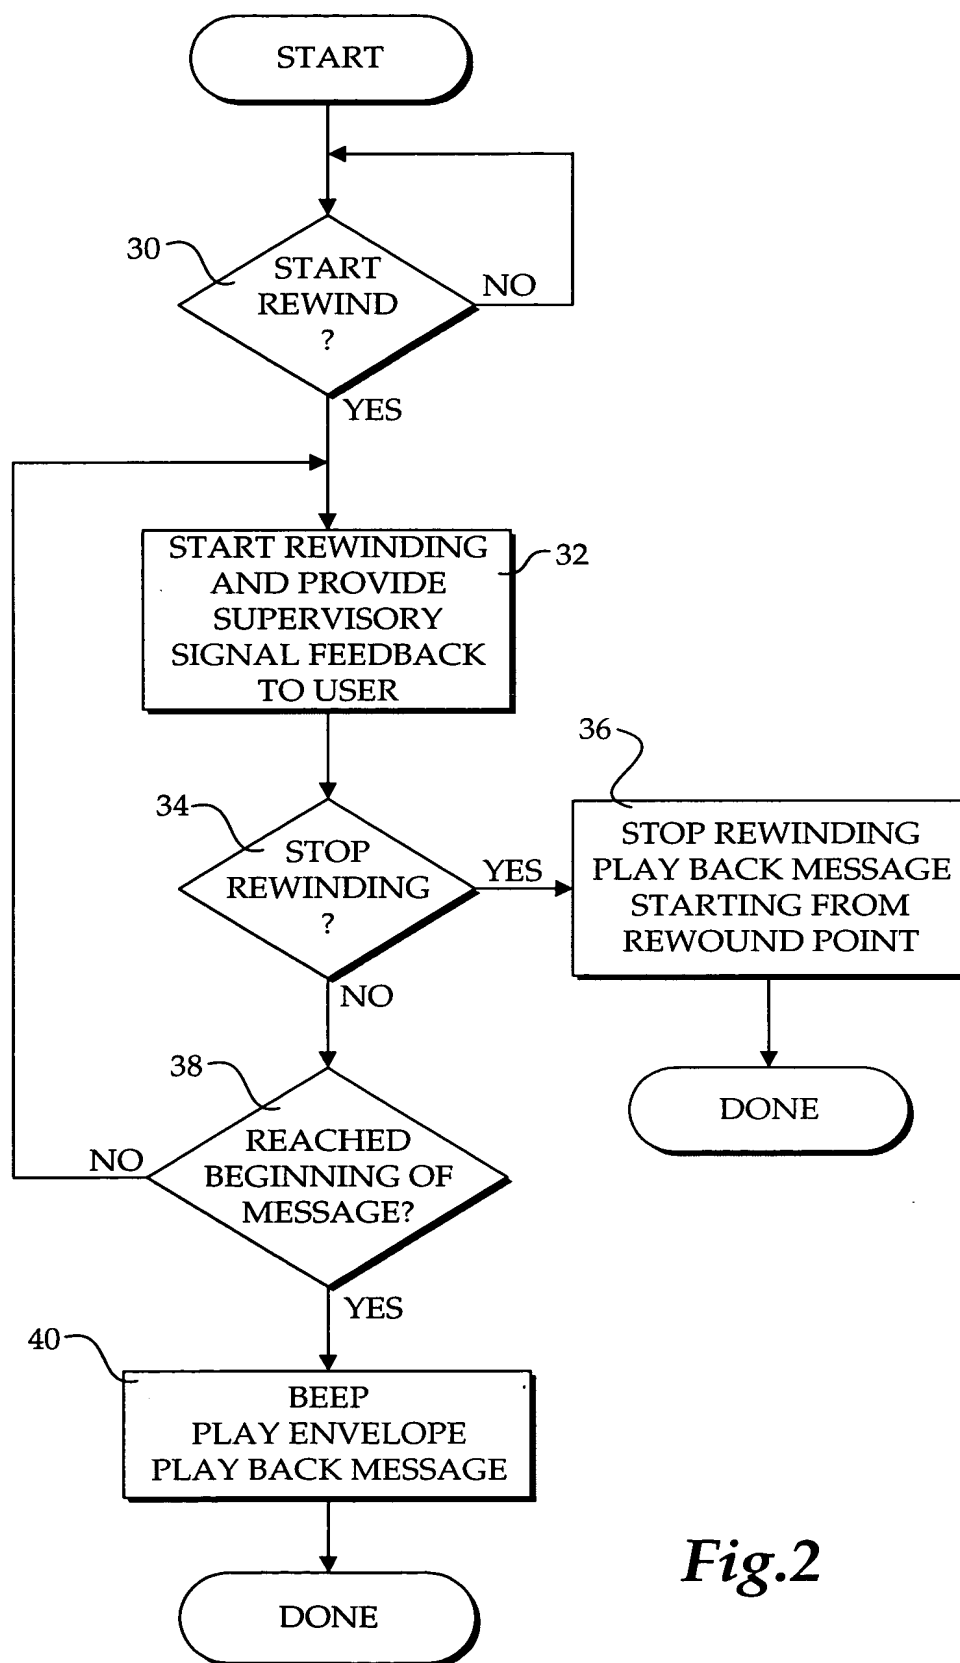 START
30
START
REWIND
?
NO
YES
START REWINDING
AND PROVIDE
SUPERVISORY
SIGNAL FEEDBACK
TO USER
32
34
STOP
REWINDING
?
YES
NO
36
STOP REWINDING
PLAY BACK MESSAGE
STARTING FROM
REWOUND POINT
DONE
38
REACHED
BEGINNING OF
MESSAGE?
NO
YES
40
BEEP
PLAY ENVELOPE
PLAY BACK MESSAGE
DONE
Fig.2